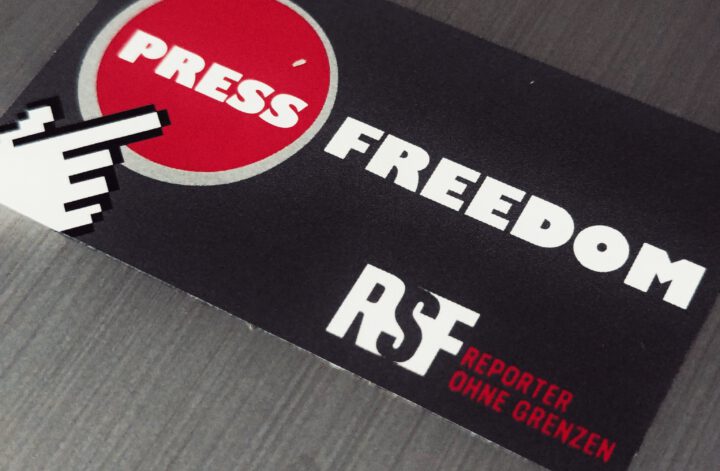 PRESS
FREEDOM
RSF
REPORTER
OHNE GRENZEN